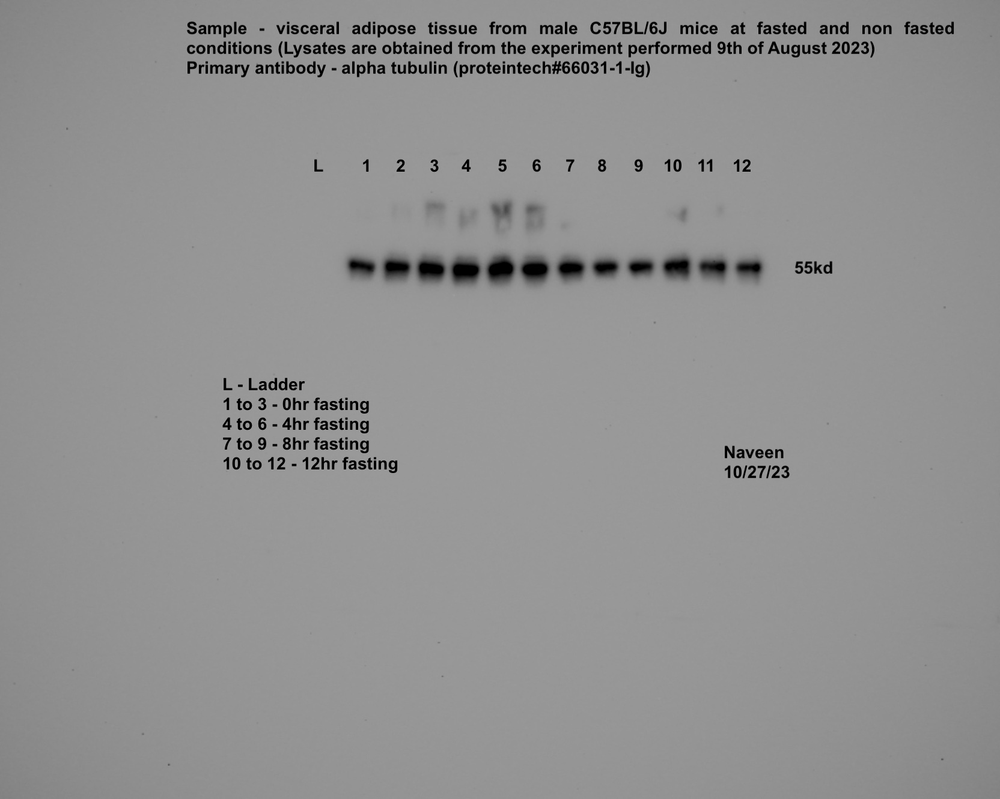 Sample - visceral adipose tissue from male C57BL/6J mice at fasted and non fasted
conditions (Lysates are obtained from the experiment performed 9th of August 2023)
Primary antibody - alpha tubulin (proteintech#66031-1-Ig)
L 1 2 3 4 5 6 7 8 9 10 11 12
55kd
L - Ladder
1 to 3 - 0hr fasting
4 to 6 - 4hr fasting
7 to 9 - 8hr fasting
10 to 12 - 12hr fasting
Naveen
10/27/23